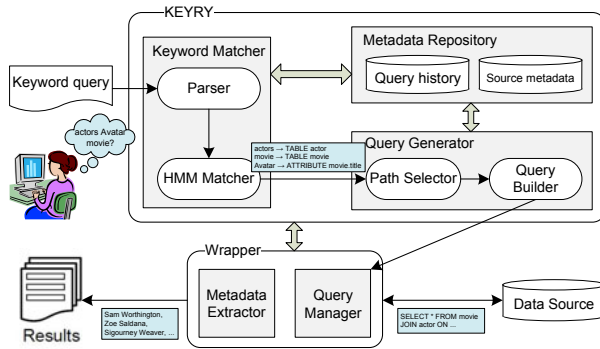 KEYRY
Keyword Matcher
Metadata Repository
Keyword query
Parser
Query history
Source metadata
actors Avatar
movie?
actors → TABLE actor
movie → TABLE movie
Avatar → ATTRIBUTE movie.title
Query Generator
HMM Matcher
Path Selector
Query
Builder
Wrapper
Metadata
Extractor
Query
Manager
Data Source
Results
Sam Worthington,
Zoe Saldana,
Sigourney Weaver, ...
SELECT * FROM movie
JOIN actor ON ...